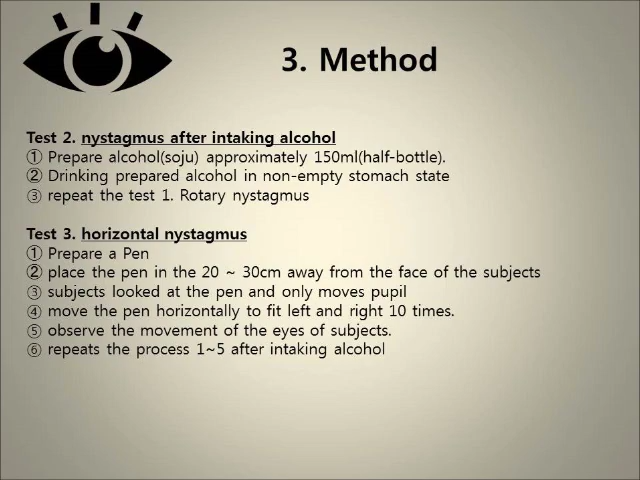 3. Method
Test 2. nystagmus after intaking alcohol
① Prepare alcohol(soju) approximately 150ml(half-bottle).
② Drinking prepared alcohol in non-empty stomach state
③ repeat the test 1. Rotary nystagmus
Test 3. horizontal nystagmus
① Prepare a Pen
② place the pen in the 20 ~ 30cm away from the face of the subjects
③ subjects looked at the pen and only moves pupil
④ move the pen horizontally to fit left and right 10 times.
⑤ observe the movement of the eyes of subjects.
⑥ repeats the process 1~5 after intaking alcohol